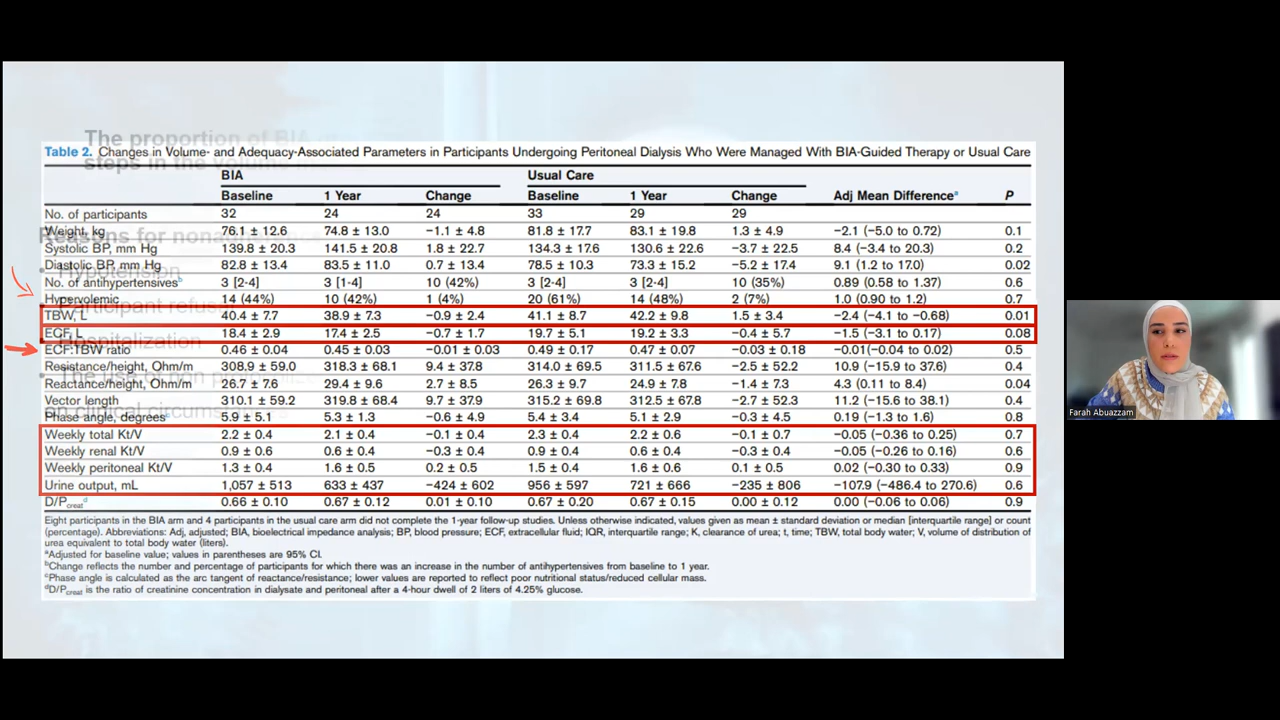 The proportion of BIA
steps in the volume
Table 2. Changes in Volume- and Adequacy-Associated Parameters in Participants Undergoing Peritoneal Dialysis Who Were Managed With BIA-Guided Therapy or Usual Care
BIA Usual Care
Baseline 1 Year Change Baseline 1 Year Change Adj Mean Differenceᵃ P
No. of participants 32 24 24 33 29 29
Weight, kg 76.1 ± 12.6 74.8 ± 13.0 −1.1 ± 4.8 81.8 ± 17.7 83.1 ± 19.8 1.3 ± 4.9 −2.1 (−5.0 to 0.72) 0.1
Reasons for nonadherence
Systolic BP, mm Hg 139.8 ± 20.3 141.5 ± 20.8 1.8 ± 22.7 134.3 ± 17.6 130.6 ± 22.6 −3.7 ± 22.5 8.4 (−3.4 to 20.3) 0.2
Diastolic BP, mm Hg 82.8 ± 13.4 83.5 ± 11.0 0.7 ± 13.4 78.5 ± 10.3 73.3 ± 15.2 −5.2 ± 17.4 9.1 (1.2 to 17.0) 0.02
• Hypotension
No. of antihypertensivesᵇ 3 [2-4] 3 [1-4] 10 (42%) 3 [2-4] 3 [2-4] 10 (35%) 0.89 (0.58 to 1.37) 0.6
Hypervolemic 14 (44%) 10 (42%) 1 (4%) 20 (61%) 14 (48%) 2 (7%) 1.0 (0.90 to 1.2) 0.7
Participant refusal
TBW, L 40.4 ± 7.7 38.9 ± 7.3 −0.9 ± 2.4 41.1 ± 8.7 42.2 ± 9.8 1.5 ± 3.4 −2.4 (−4.1 to −0.68) 0.01
ECF, L 18.4 ± 2.9 17.4 ± 2.5 −0.7 ± 1.7 19.7 ± 5.1 19.2 ± 3.3 −0.4 ± 5.7 −1.5 (−3.1 to 0.17) 0.08
Hospitalization
ECF:TBW ratio 0.46 ± 0.04 0.45 ± 0.03 −0.01 ± 0.03 0.49 ± 0.17 0.47 ± 0.07 −0.03 ± 0.18 −0.01(−0.04 to 0.02) 0.5
Resistance/height, Ohm/m 308.9 ± 59.0 318.3 ± 68.1 9.4 ± 37.8 314.0 ± 69.5 311.5 ± 67.6 −2.5 ± 52.2 10.9 (−15.9 to 37.6) 0.4
• The use of non
Reactance/height, Ohm/m 26.7 ± 7.6 29.4 ± 9.6 2.7 ± 8.5 26.3 ± 9.7 24.9 ± 7.8 −1.4 ± 7.3 4.3 (0.11 to 8.4) 0.04
Vector length 310.1 ± 59.2 319.8 ± 68.4 9.7 ± 37.9 315.2 ± 69.8 312.5 ± 67.8 −2.7 ± 52.3 11.2 (−15.6 to 38.1) 0.4
on clinical circumstances
Phase angle, degreesᶜ 5.9 ± 5.1 5.3 ± 1.3 −0.6 ± 4.9 5.4 ± 3.4 5.1 ± 2.9 −0.3 ± 4.5 0.19 (−1.3 to 1.6) 0.8
Weekly total Kt/V 2.2 ± 0.4 2.1 ± 0.4 −0.1 ± 0.4 2.3 ± 0.4 2.2 ± 0.6 −0.1 ± 0.7 −0.05 (−0.36 to 0.25) 0.7
Weekly renal Kt/V 0.9 ± 0.6 0.6 ± 0.4 −0.3 ± 0.4 0.9 ± 0.4 0.6 ± 0.4 −0.3 ± 0.4 −0.05 (−0.26 to 0.16) 0.6
Weekly peritoneal Kt/V 1.3 ± 0.4 1.6 ± 0.5 0.2 ± 0.5 1.5 ± 0.4 1.6 ± 0.6 0.1 ± 0.5 0.02 (−0.30 to 0.33) 0.9
Urine output, mL 1,057 ± 513 633 ± 437 −424 ± 602 956 ± 597 721 ± 666 −235 ± 806 −107.9 (−486.4 to 270.6) 0.6
D/Pcreatᵈ 0.66 ± 0.10 0.67 ± 0.12 0.01 ± 0.10 0.67 ± 0.20 0.67 ± 0.15 0.00 ± 0.12 0.00 (−0.06 to 0.06) 0.9
Eight participants in the BIA arm and 4 participants in the usual care arm did not complete the 1-year follow-up studies. Unless otherwise indicated, values given as mean ± standard deviation or median [interquartile range] or count
(percentage). Abbreviations: Adj, adjusted; BIA, bioelectrical impedance analysis; BP, blood pressure; ECF, extracellular fluid; IQR, interquartile range; K, clearance of urea; t, time; TBW, total body water; V, volume of distribution of
urea equivalent to total body water (liters).
ᵃAdjusted for baseline value; values in parentheses are 95% CI.
ᵇChange reflects the number and percentage of participants for which there was an increase in the number of antihypertensives from baseline to 1 year.
ᶜPhase angle is calculated as the arc tangent of reactance/resistance; lower values are reported to reflect poor nutritional status/reduced cellular mass.
ᵈD/Pcreat is the ratio of creatinine concentration in dialysate and peritoneal after a 4-hour dwell of 2 liters of 4.25% glucose.
Farah Abuazzam